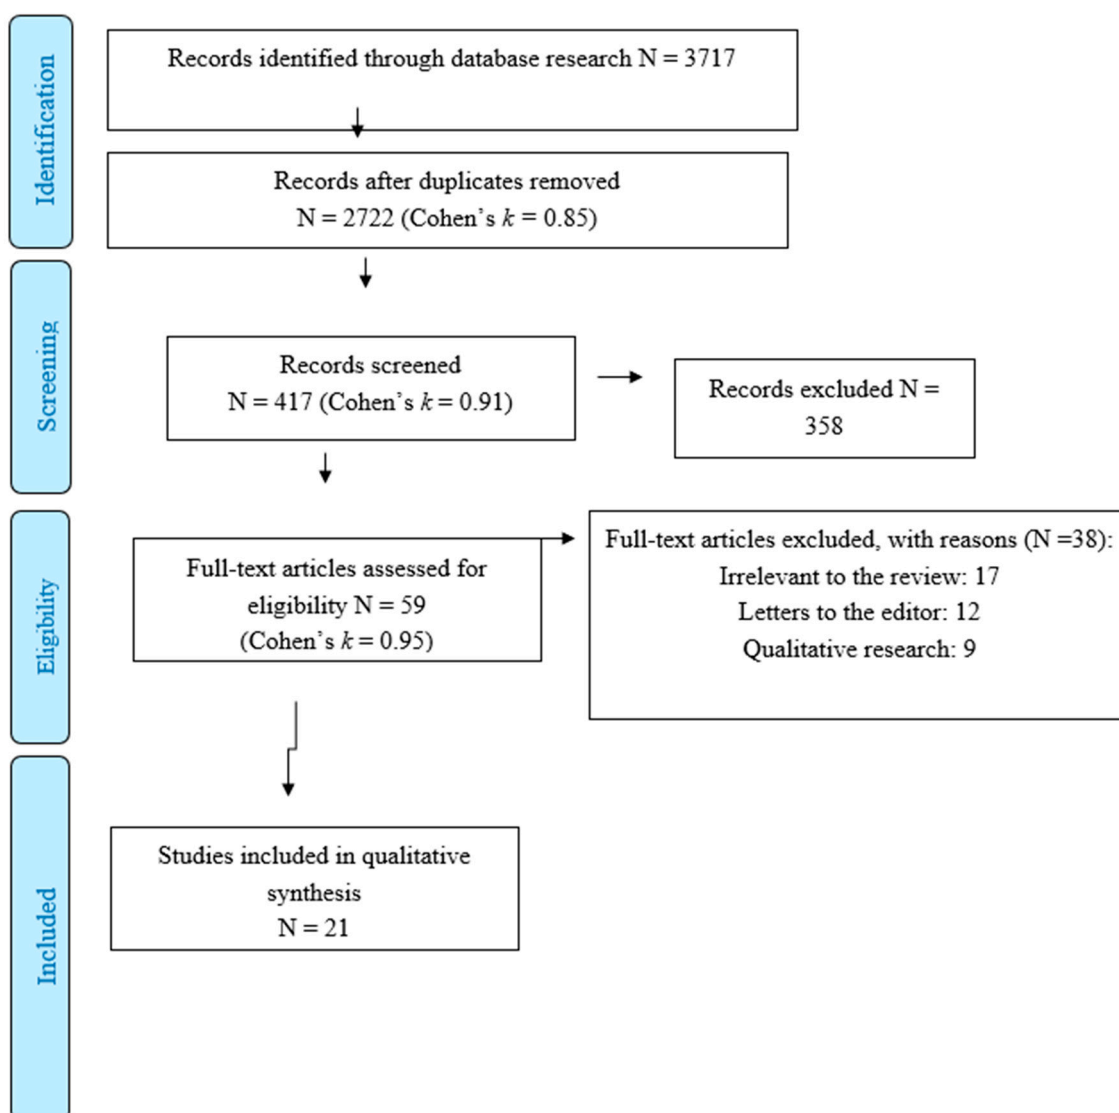 Identification
Records identified through database research N = 3717
Records after duplicates removed
N = 2722 (Cohen’s k = 0.85)
Screening
Records screened
N = 417 (Cohen’s k = 0.91)
Records excluded N =
358
Eligibility
Full-text articles assessed for
eligibility N = 59
(Cohen’s k = 0.95)
Full-text articles excluded, with reasons (N =38):
Irrelevant to the review: 17
Letters to the editor: 12
Qualitative research: 9
Included
Studies included in qualitative
synthesis
N = 21